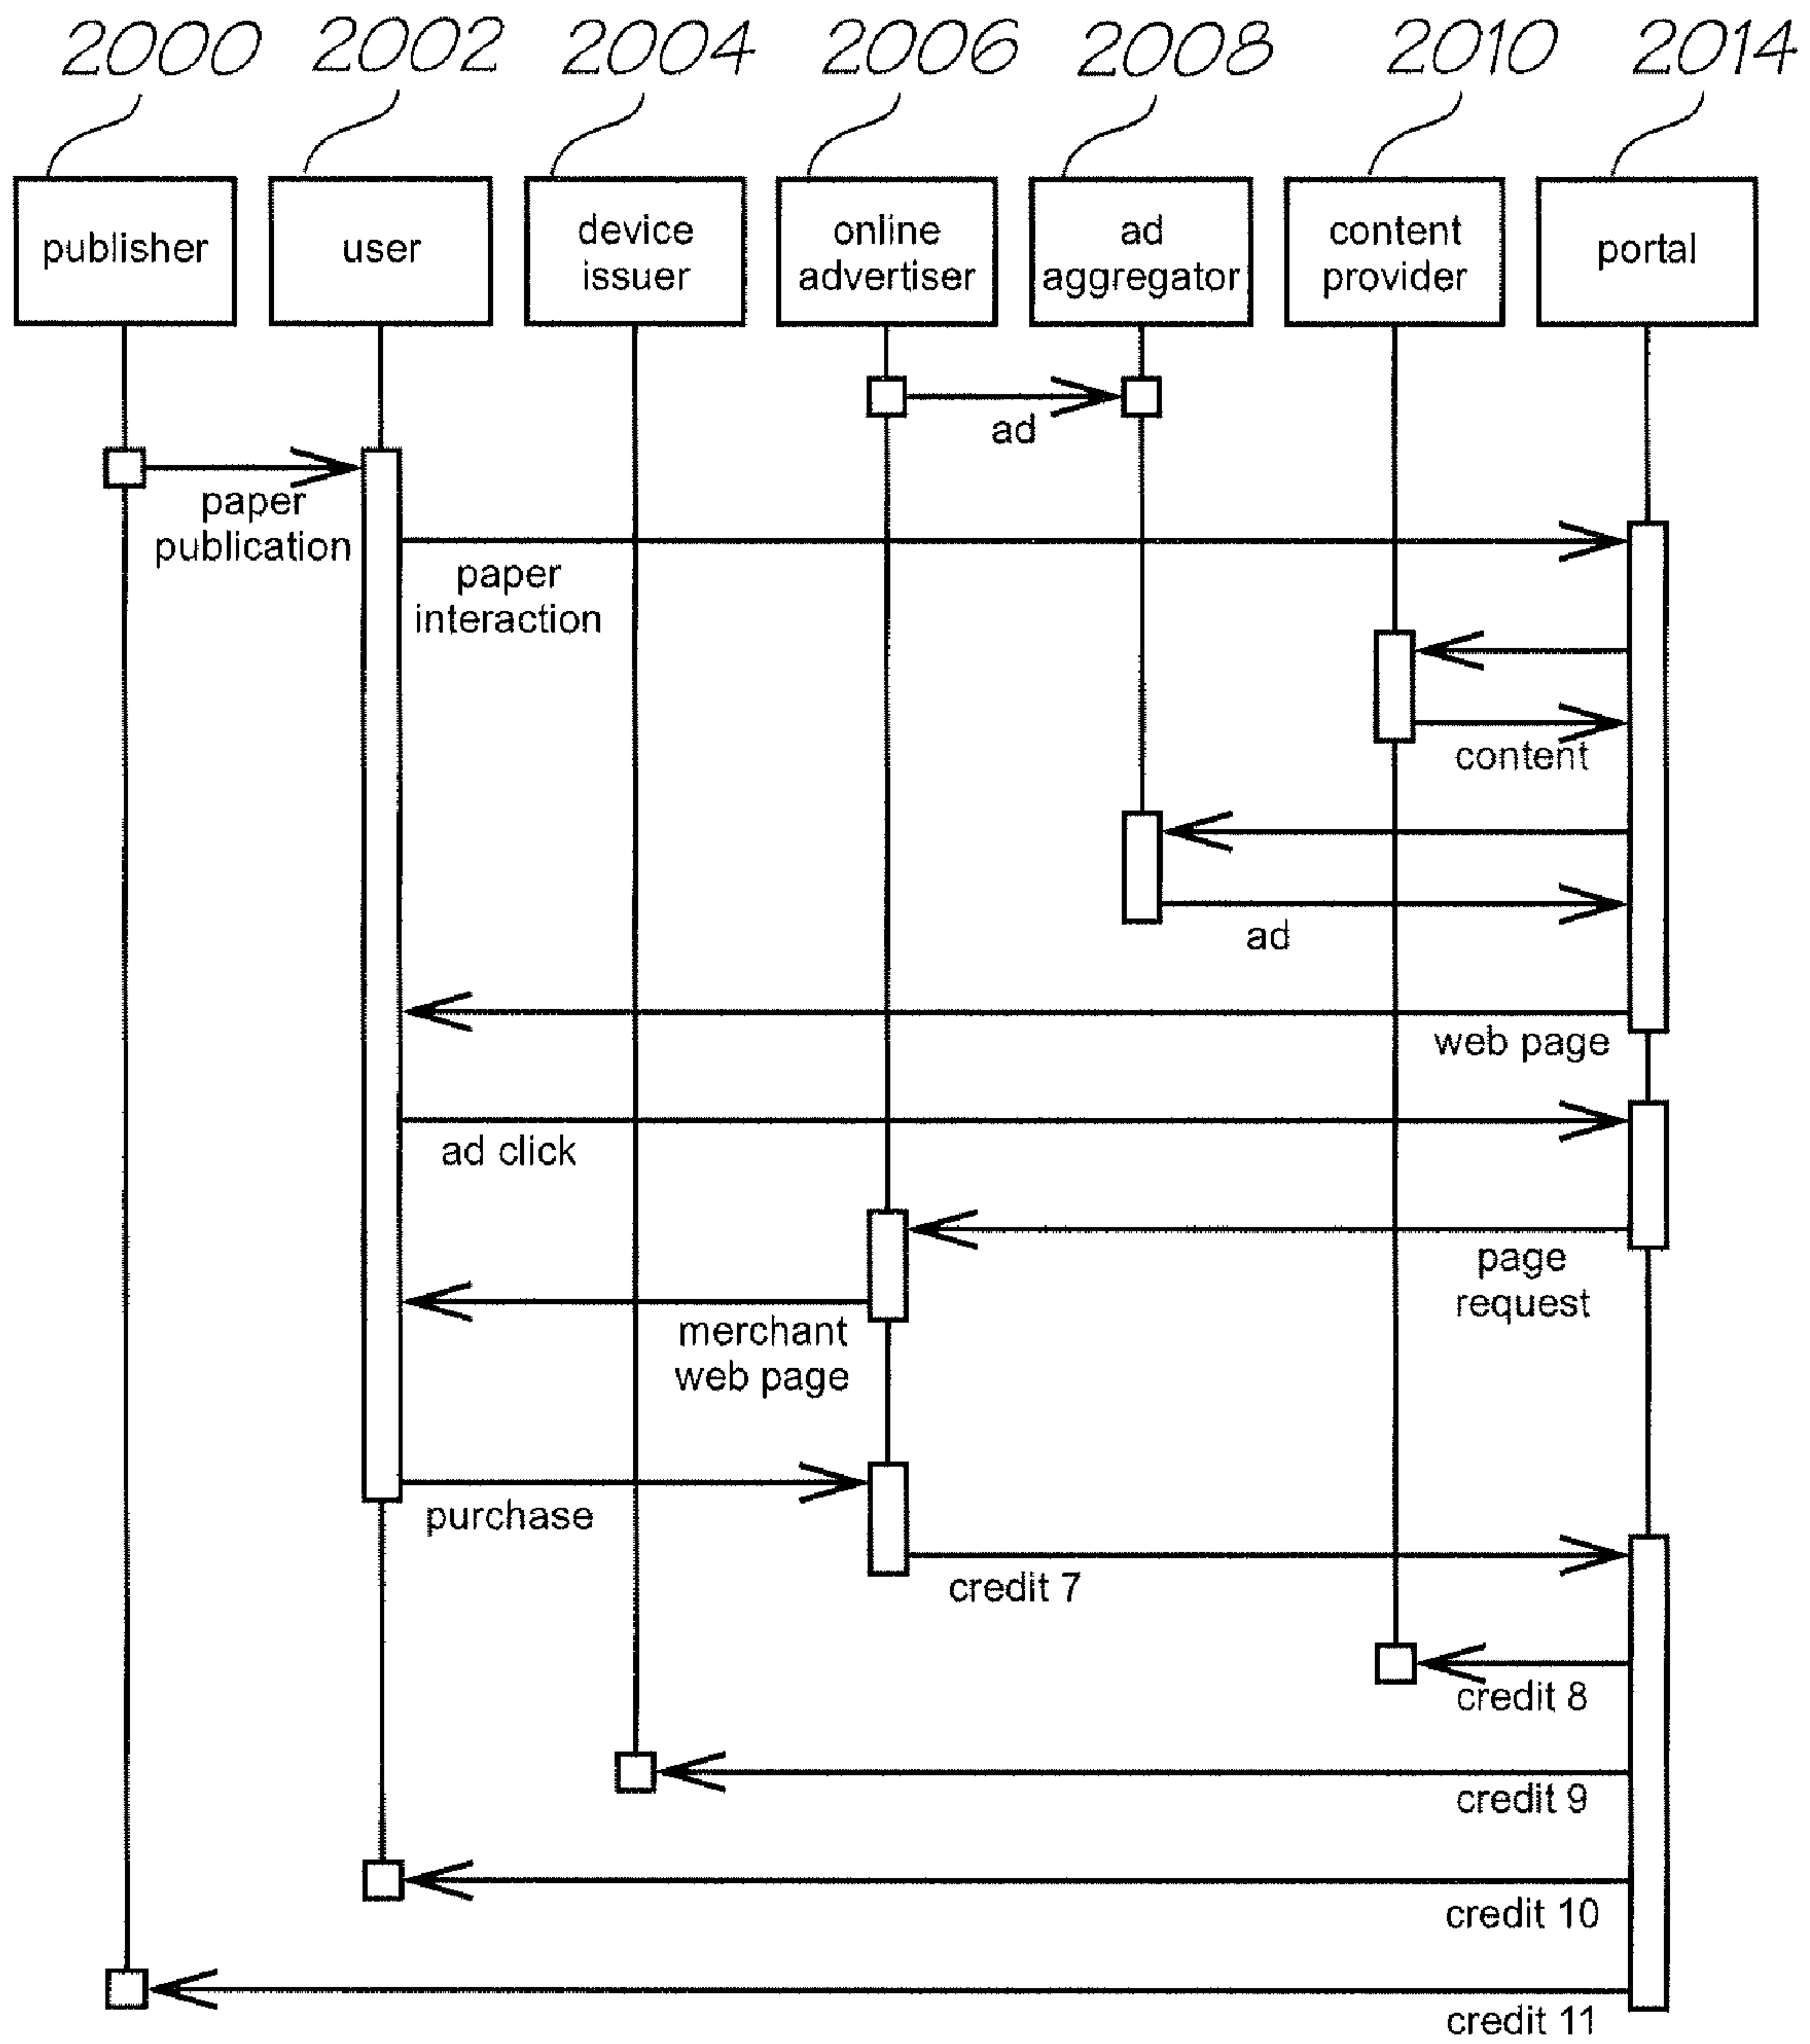 2000 2002 2004 2006 2008 2010 2014
publisher
user
device
issuer
online
advertiser
ad
aggregator
content
provider
portal
ad
paper
publication
paper
interaction
content
ad
web page
ad click
page
request
merchant
web page
purchase
credit 7
credit 8
credit 9
credit 10
credit 11